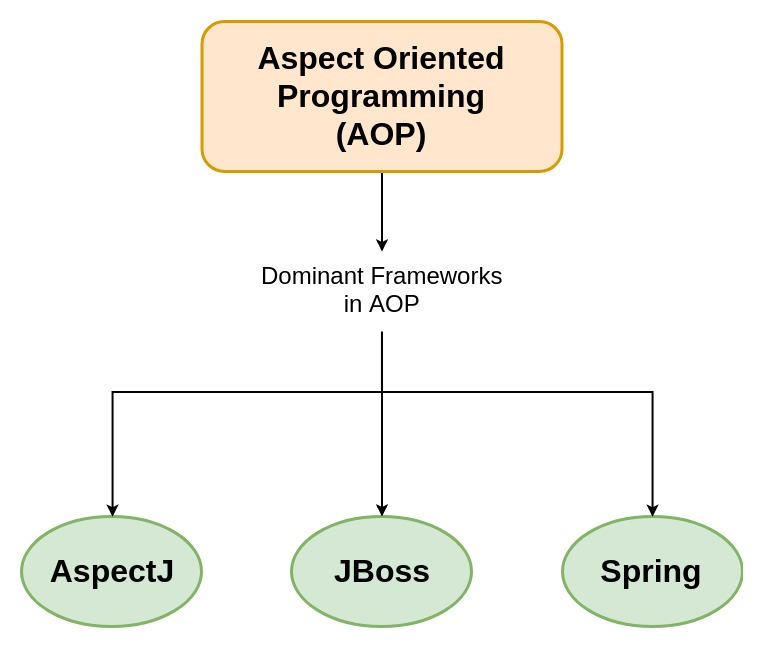 Aspect Oriented
Programming
(AOP)
Dominant Frameworks
in AOP
AspectJ
JBoss
Spring